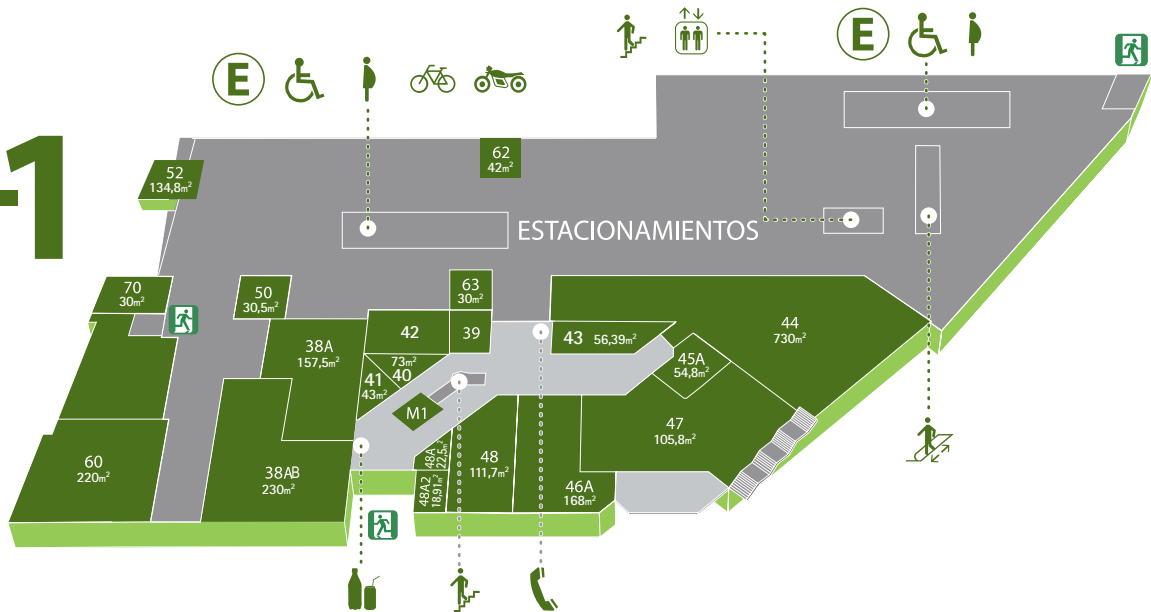 -1
E
E
52
134,8m²
62
42m²
ESTACIONAMIENTOS
70
30m²
50
30,5m²
63
30m²
38A
157,5m²
42
39
43 56,39m²
44
730m²
73m²
40
41
43m²
45A
54,8m²
M1
47
105,8m²
60
220m²
38AB
230m²
48A
22,5m²
48A2
18,91m²
48
111,7m²
46A
168m²